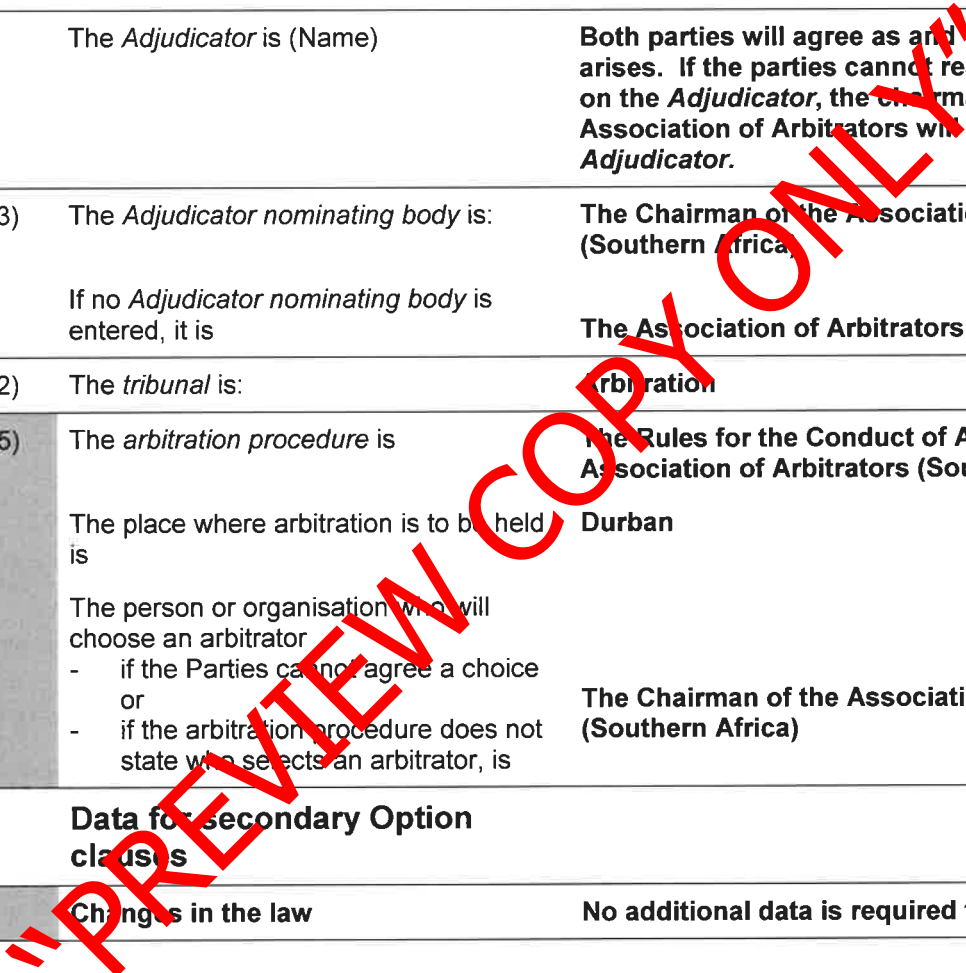 The Adjudicator is (Name)
Both parties will agree as and
arises. If the parties cannot re
on the Adjudicator, the chairma
Association of Arbitrators will
Adjudicator.
3)
The Adjudicator nominating body is:
The Chairman of the Associati
(Southern Africa)
If no Adjudicator nominating body is
entered, it is
The Association of Arbitrators
2)
The tribunal is:
Arbitration
5)
The arbitration procedure is
The Rules for the Conduct of A
Association of Arbitrators (Sou
The place where arbitration is to be held
is
Durban
The person or organisation who will
choose an arbitrator
- if the Parties cannot agree a choice
or
- if the arbitration procedure does not
state who selects an arbitrator, is
The Chairman of the Associati
(Southern Africa)
Data for secondary Option
clauses
Changes in the law
No additional data is required
"PREVIEW COPY ONLY"